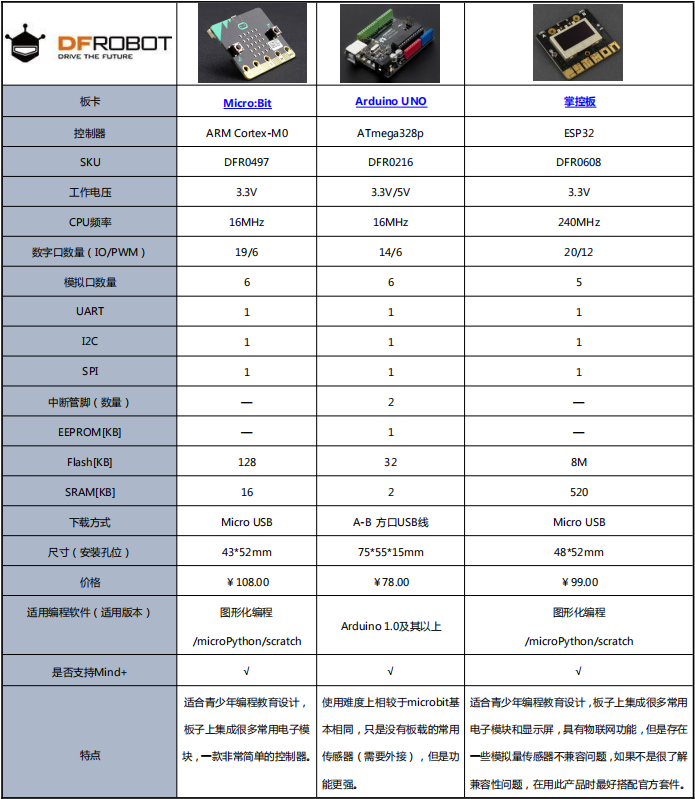 DFROBOT
DRIVE THE FUTURE
板卡 Micro:Bit Arduino UNO 掌控板
控制器 ARM Cortex-M0 ATmega328p ESP32
SKU DFR0497 DFR0216 DFR0608
工作电压 3.3V 3.3V/5V 3.3V
CPU频率 16MHz 16MHz 240MHz
数字口数量（IO/PWM） 19/6 14/6 20/12
模拟口数量 6 6 5
UART 1 1 1
I2C 1 1 1
SPI 1 1 1
中断管脚（数量） — 2 —
EEPROM[KB] — 1 —
Flash[KB] 128 32 8M
SRAM[KB] 16 2 520
下载方式 Micro USB A-B 方口USB线 Micro USB
尺寸（安装孔位） 43*52mm 75*55*15mm 48*52mm
价格 ￥108.00 ￥78.00 ￥99.00
适用编程软件（适用版本）
图形化编程
/microPython/scratch
Arduino 1.0及其以上
图形化编程
/microPython/scratch
是否支持Mind+ √ √ √
特点
适合青少年编程教育设计，
板子上集成很多常用电子模
块，一款非常简单的控制器。
使用难度上相较于microbit基
本相同，只是没有板载的常用
传感器（需要外接），但是功
能更强。
适合青少年编程教育设计，板子上集成很多常用
电子模块和显示屏，具有物联网功能，但是存在
一些模拟量传感器不兼容问题，如果不是很了解
兼容性问题，在用此产品时最好搭配官方套件。